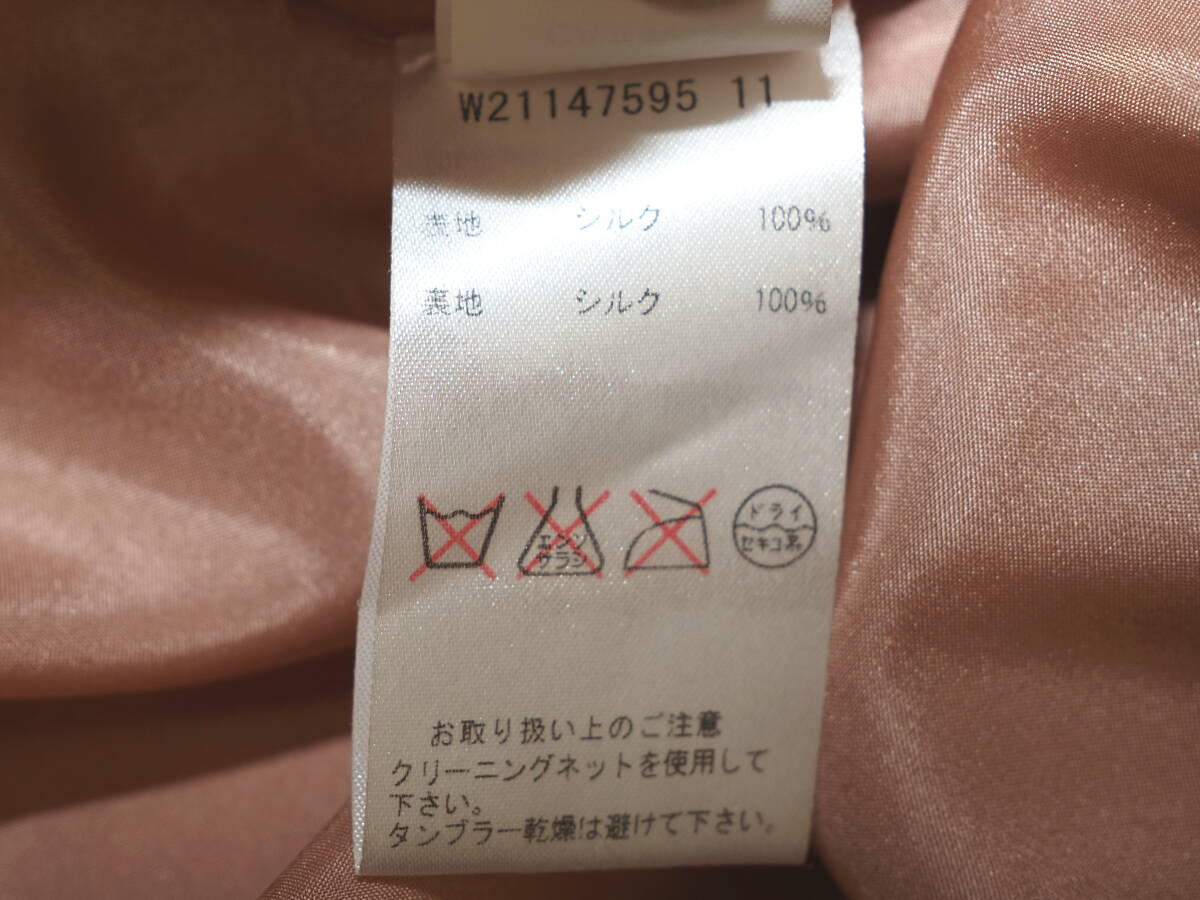 W21147595 11
表地 シルク 100%
裏地 シルク 100%
エンソ
サラシ
ドライ
セキユ系
お取り扱い上のご注意
クリーニングネットを使用して
下さい。
タンブラー乾燥は避けて下さい。